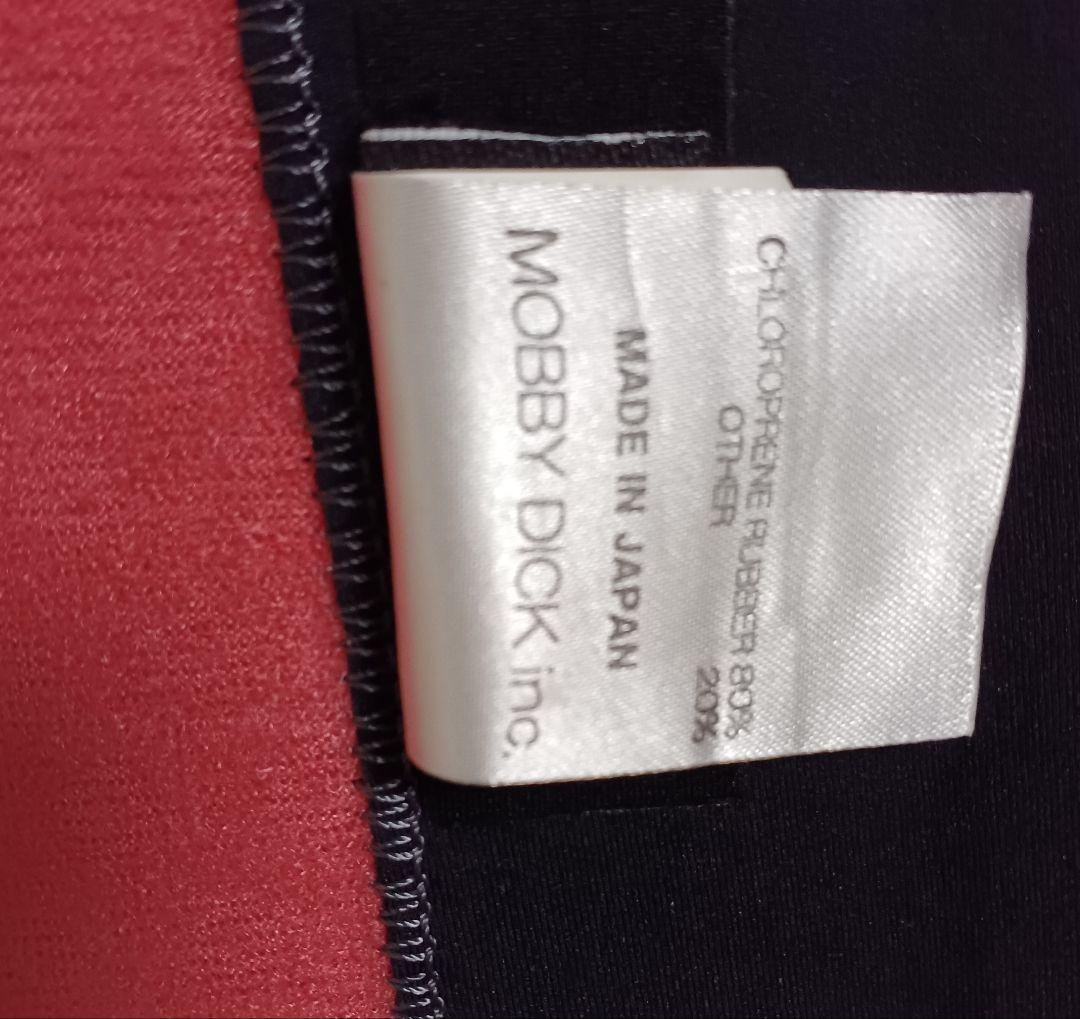 CHLOROPRENE RUBBER 80%
OTHER 20%
MADE IN JAPAN
MOBBY DICK inc.